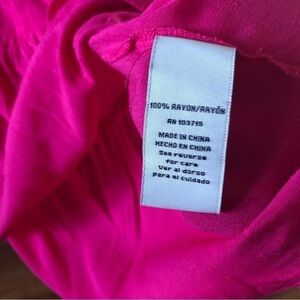 100% RAYON/RAYÓN
RN 103715
MADE IN CHINA
HECHO EN CHINA
See reverse
for care
Ver al dorso
para el cuidado